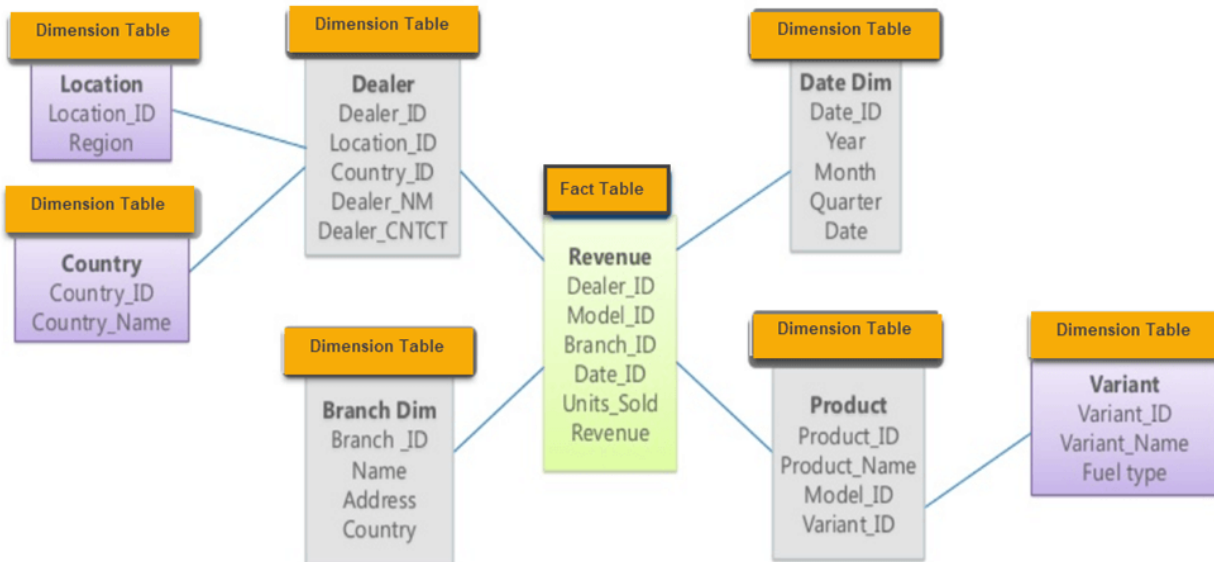 Dimension Table
Location
Location_ID
Region
Dimension Table
Country
Country_ID
Country_Name
Dimension Table
Dealer
Dealer_ID
Location_ID
Country_ID
Dealer_NM
Dealer_CNTCT
Dimension Table
Branch Dim
Branch _ID
Name
Address
Country
Fact Table
Revenue
Dealer_ID
Model_ID
Branch_ID
Date_ID
Units_Sold
Revenue
Dimension Table
Date Dim
Date_ID
Year
Month
Quarter
Date
Dimension Table
Product
Product_ID
Product_Name
Model_ID
Variant_ID
Dimension Table
Variant
Variant_ID
Variant_Name
Fuel type